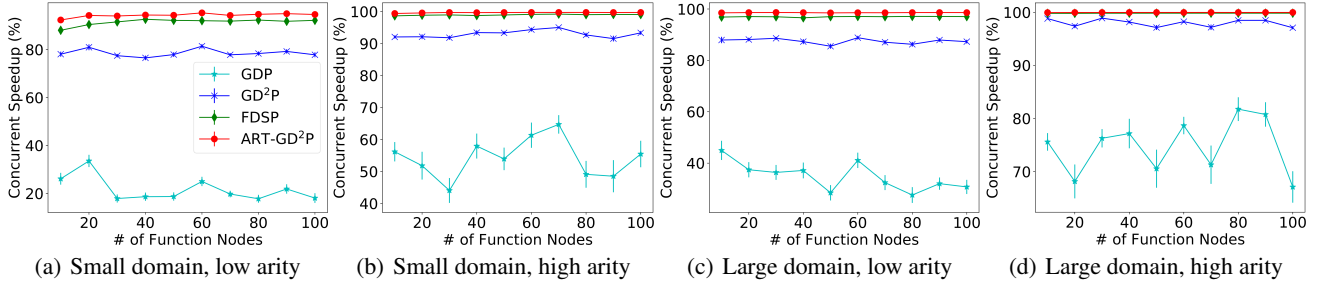 Concurrent Speedup (%)
80
60
40
20
20 40 60 80 100
# of Function Nodes
GDP
GD²P
FDSP
ART-GD²P
(a) Small domain, low arity
Concurrent Speedup (%)
100
90
80
70
60
50
40
20 40 60 80 100
# of Function Nodes
(b) Small domain, high arity
Concurrent Speedup (%)
100
80
60
40
20 40 60 80 100
# of Function Nodes
(c) Large domain, low arity
Concurrent Speedup (%)
100
90
80
70
20 40 60 80 100
# of Function Nodes
(d) Large domain, high arity